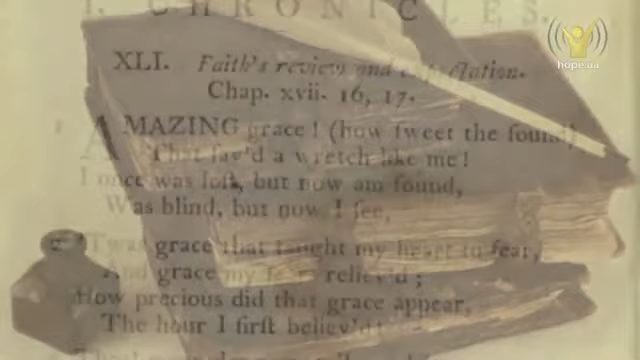 I. CHRONICLES.
hope.ua
XLI. Faith's review and expectation.
Chap. xvii. 16, 17.
AMAZING grace! (how sweet the sound)
That sav'd a wretch like me!
I once was lost, but now am found,
Was blind, but now I see.
'Twas grace that taught my heart to fear,
And grace my fears reliev'd;
How precious did that grace appear,
The hour I first believ'd!